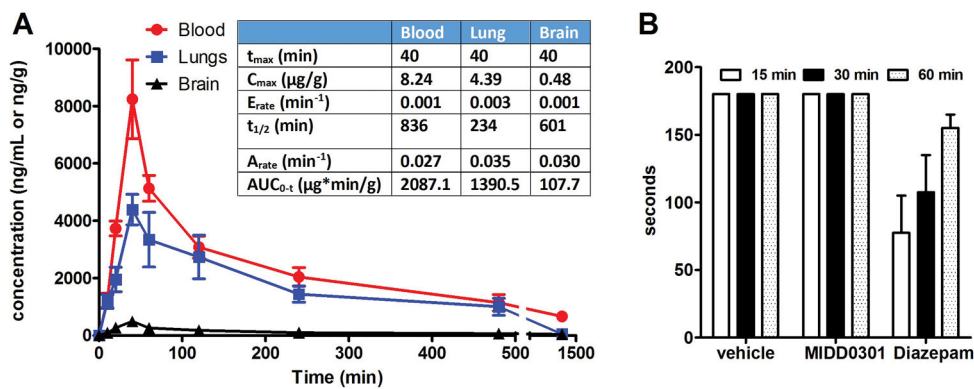 A
Blood
Lungs
Brain
Blood Lung Brain
tmax (min) 40 40 40
Cmax (µg/g) 8.24 4.39 0.48
Erate (min-1) 0.001 0.003 0.001
t1/2 (min) 836 234 601
Arate (min-1) 0.027 0.035 0.030
AUC0-t (µg*min/g) 2087.1 1390.5 107.7
concentration (ng/mL or ng/g)
10000
8000
6000
4000
2000
0
0 100 200 300 400 500 1500
Time (min)
B
15 min 30 min 60 min
seconds
200
150
100
50
0
vehicle MIDD0301 Diazepam